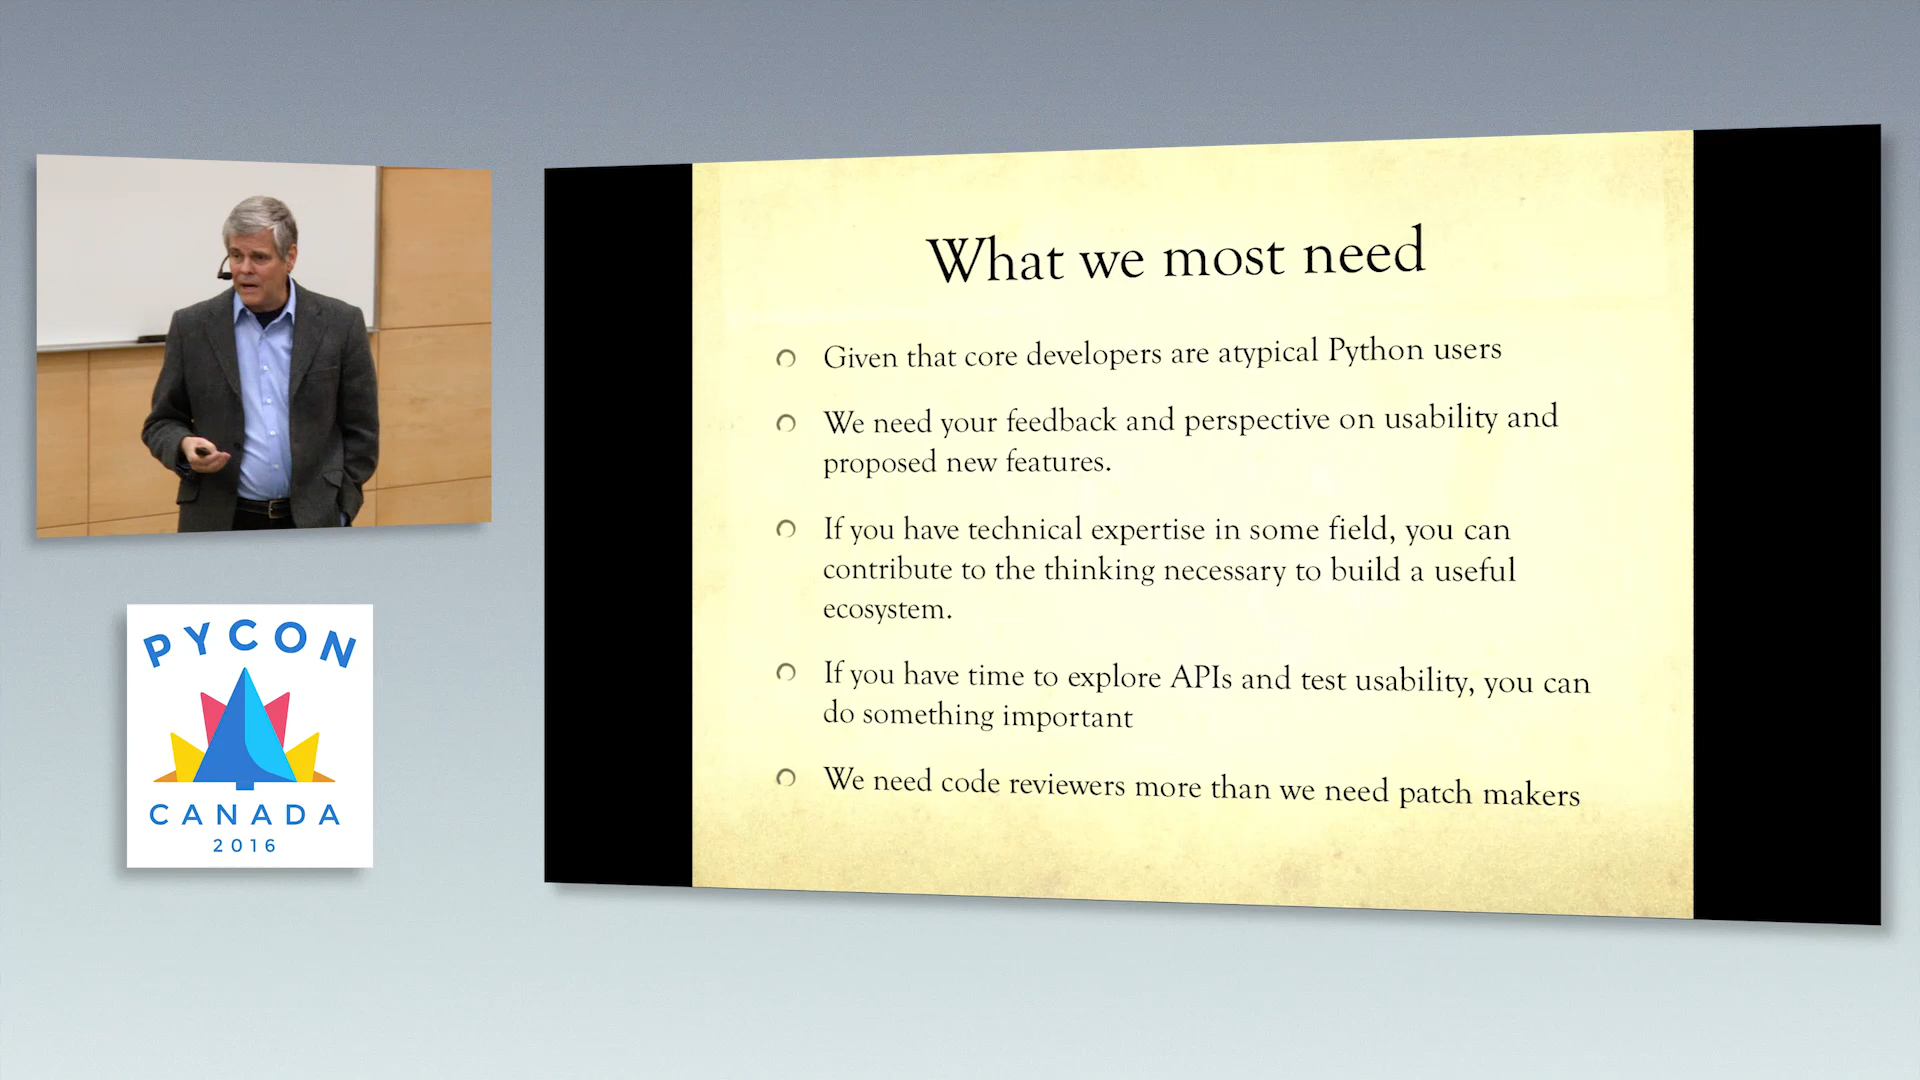 PYCON
CANADA
2016
What we most need
Given that core developers are atypical Python users
We need your feedback and perspective on usability and
proposed new features.
If you have technical expertise in some field, you can
contribute to the thinking necessary to build a useful
ecosystem.
If you have time to explore APIs and test usability, you can
do something important
We need code reviewers more than we need patch makers